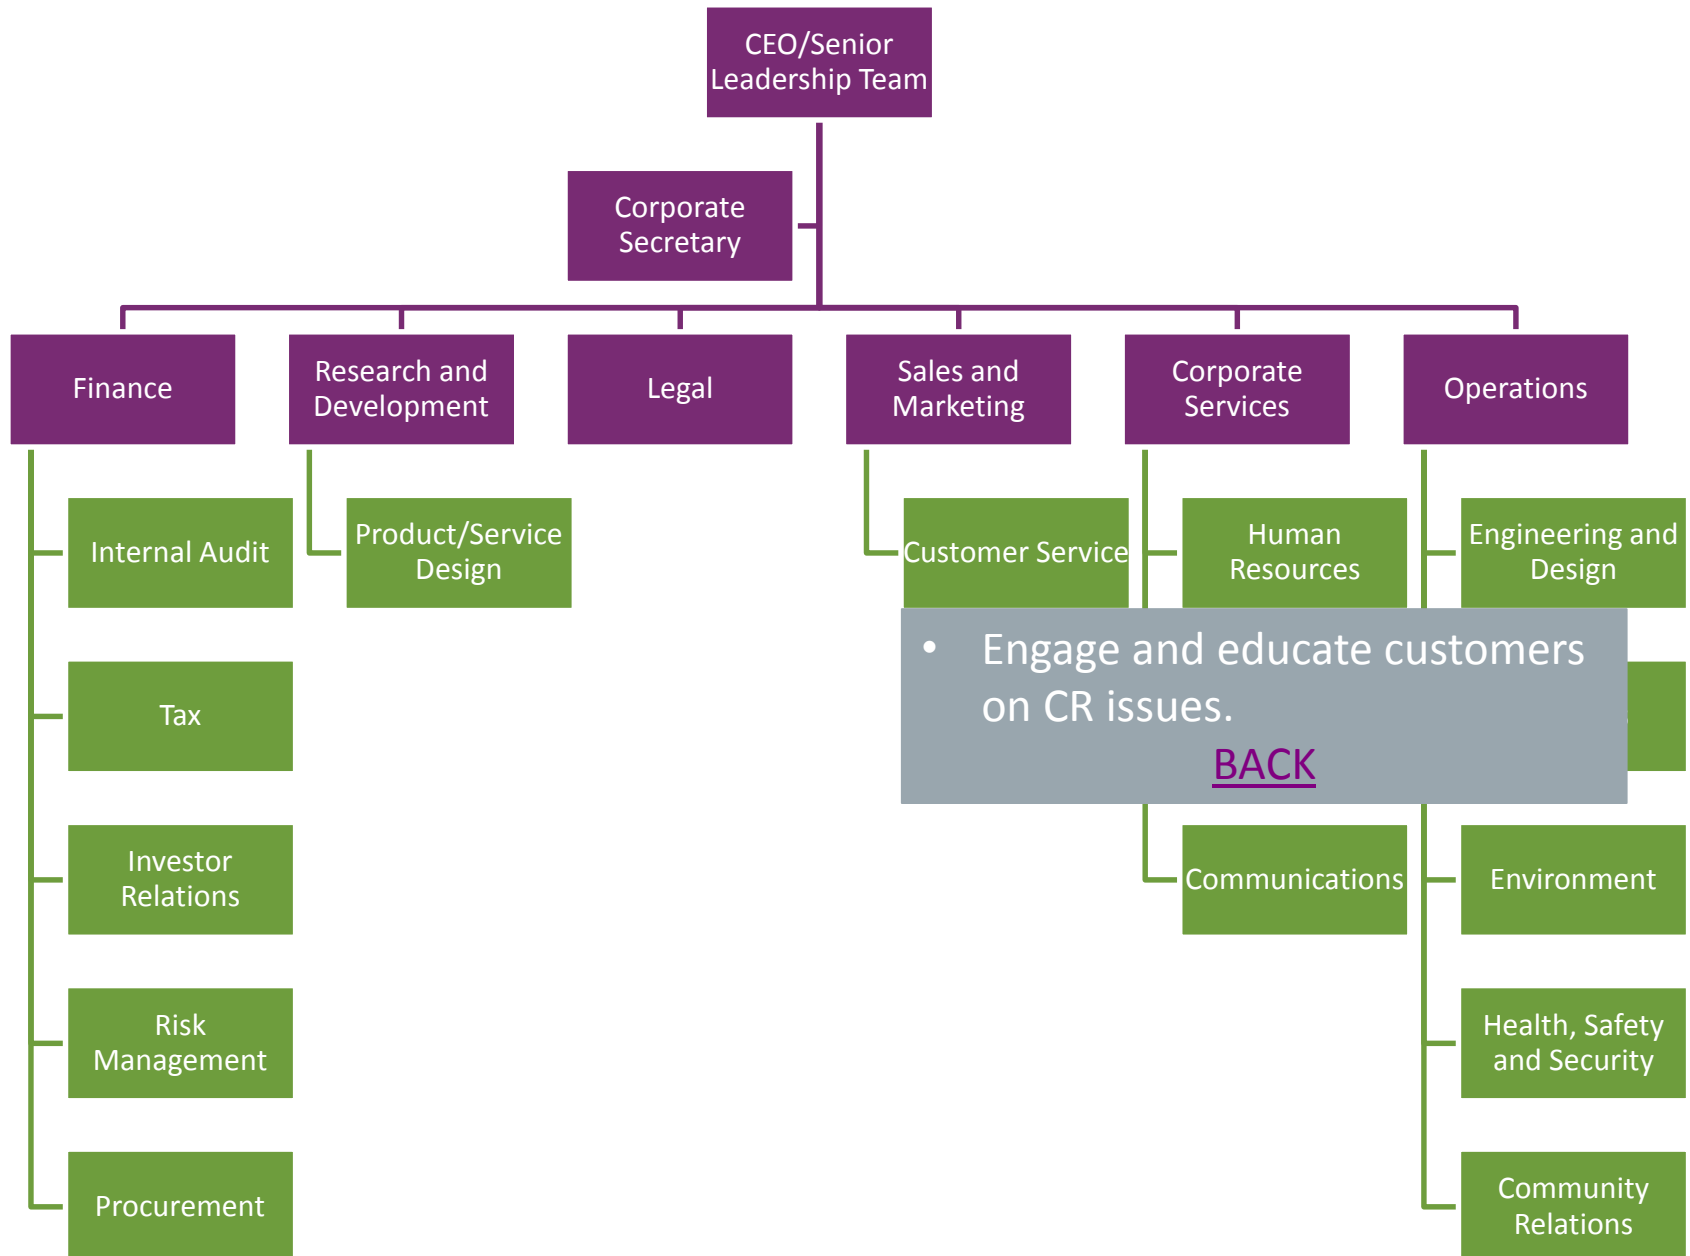 CEO/Senior
Leadership Team
Corporate
Secretary
Finance
Research and
Development
Legal
Sales and
Marketing
Corporate
Services
Operations
Internal Audit
Product/Service
Design
Customer Service
Human
Resources
Engineering and
Design
• Engage and educate customers
on CR issues.
BACK
Tax
Investor
Relations
Communications
Environment
Risk
Management
Health, Safety
and Security
Procurement
Community
Relations